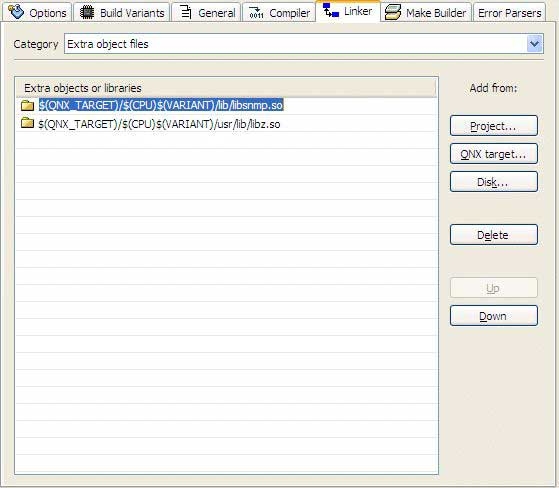 Options Build Variants General Compiler Linker Make Builder Error Parsers
Category Extra object files
Extra objects or libraries Add from:
$(QNX_TARGET)/$(CPU)$(VARIANT)/lib/libsnmp.so
$(QNX_TARGET)/$(CPU)$(VARIANT)/usr/lib/libz.so
Project...
QNX target...
Disk...
Delete
Up
Down